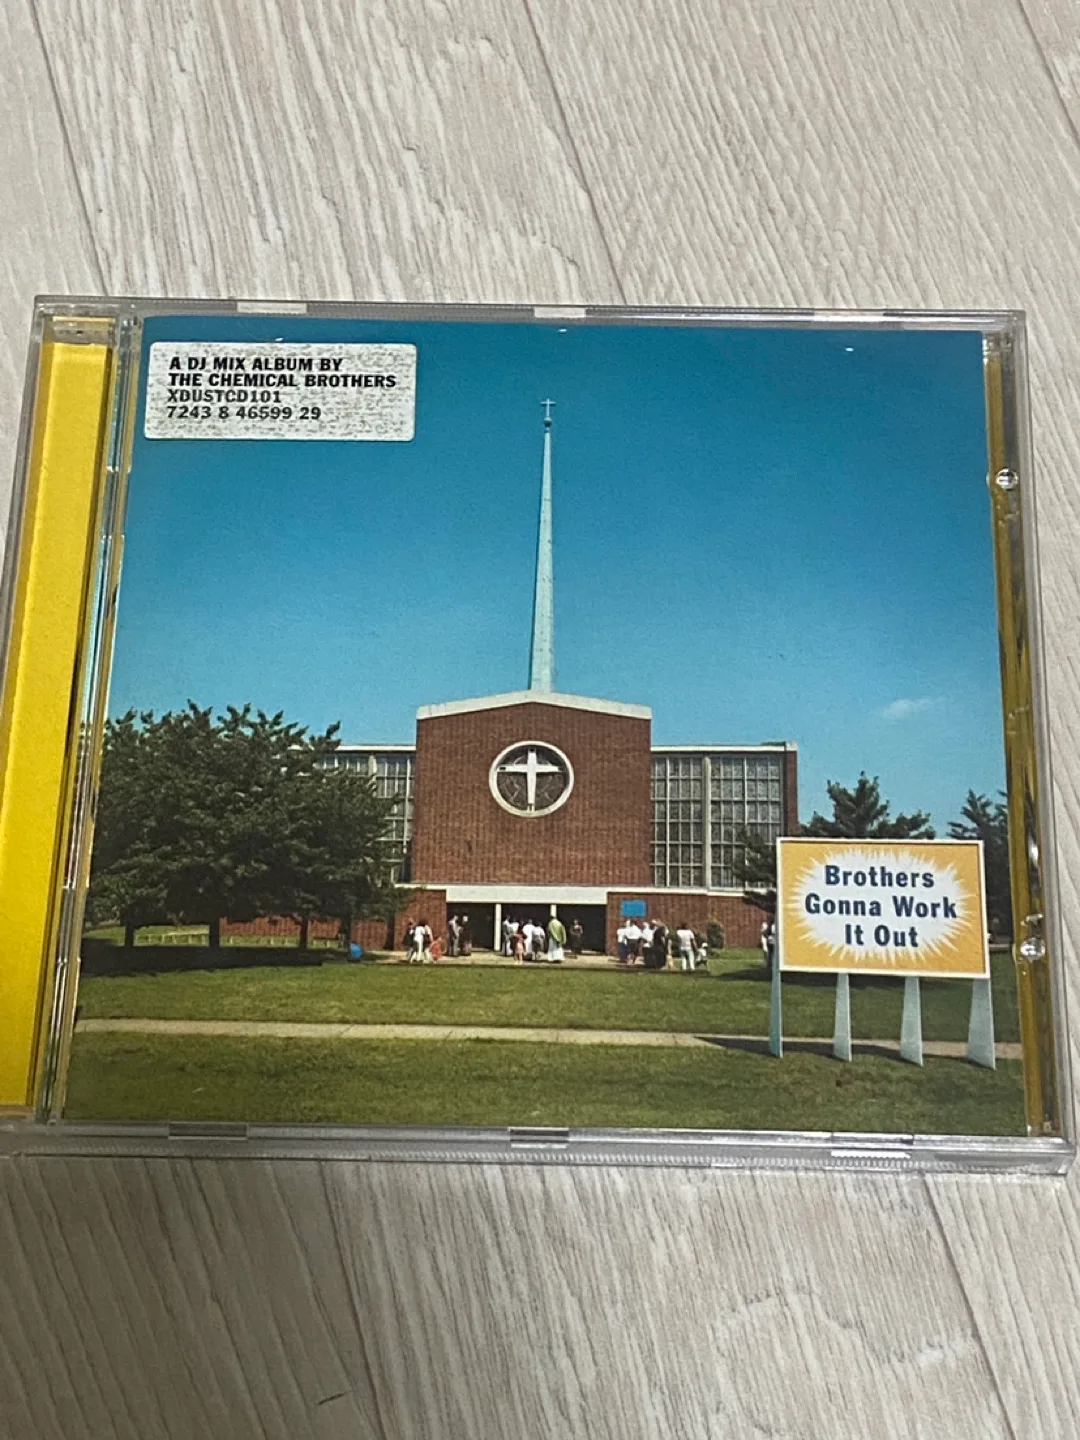 A DJ MIX ALBUM BY
THE CHEMICAL BROTHERS
XDUSTCD101
7243 8 46599 29
Brothers
Gonna Work
It Out